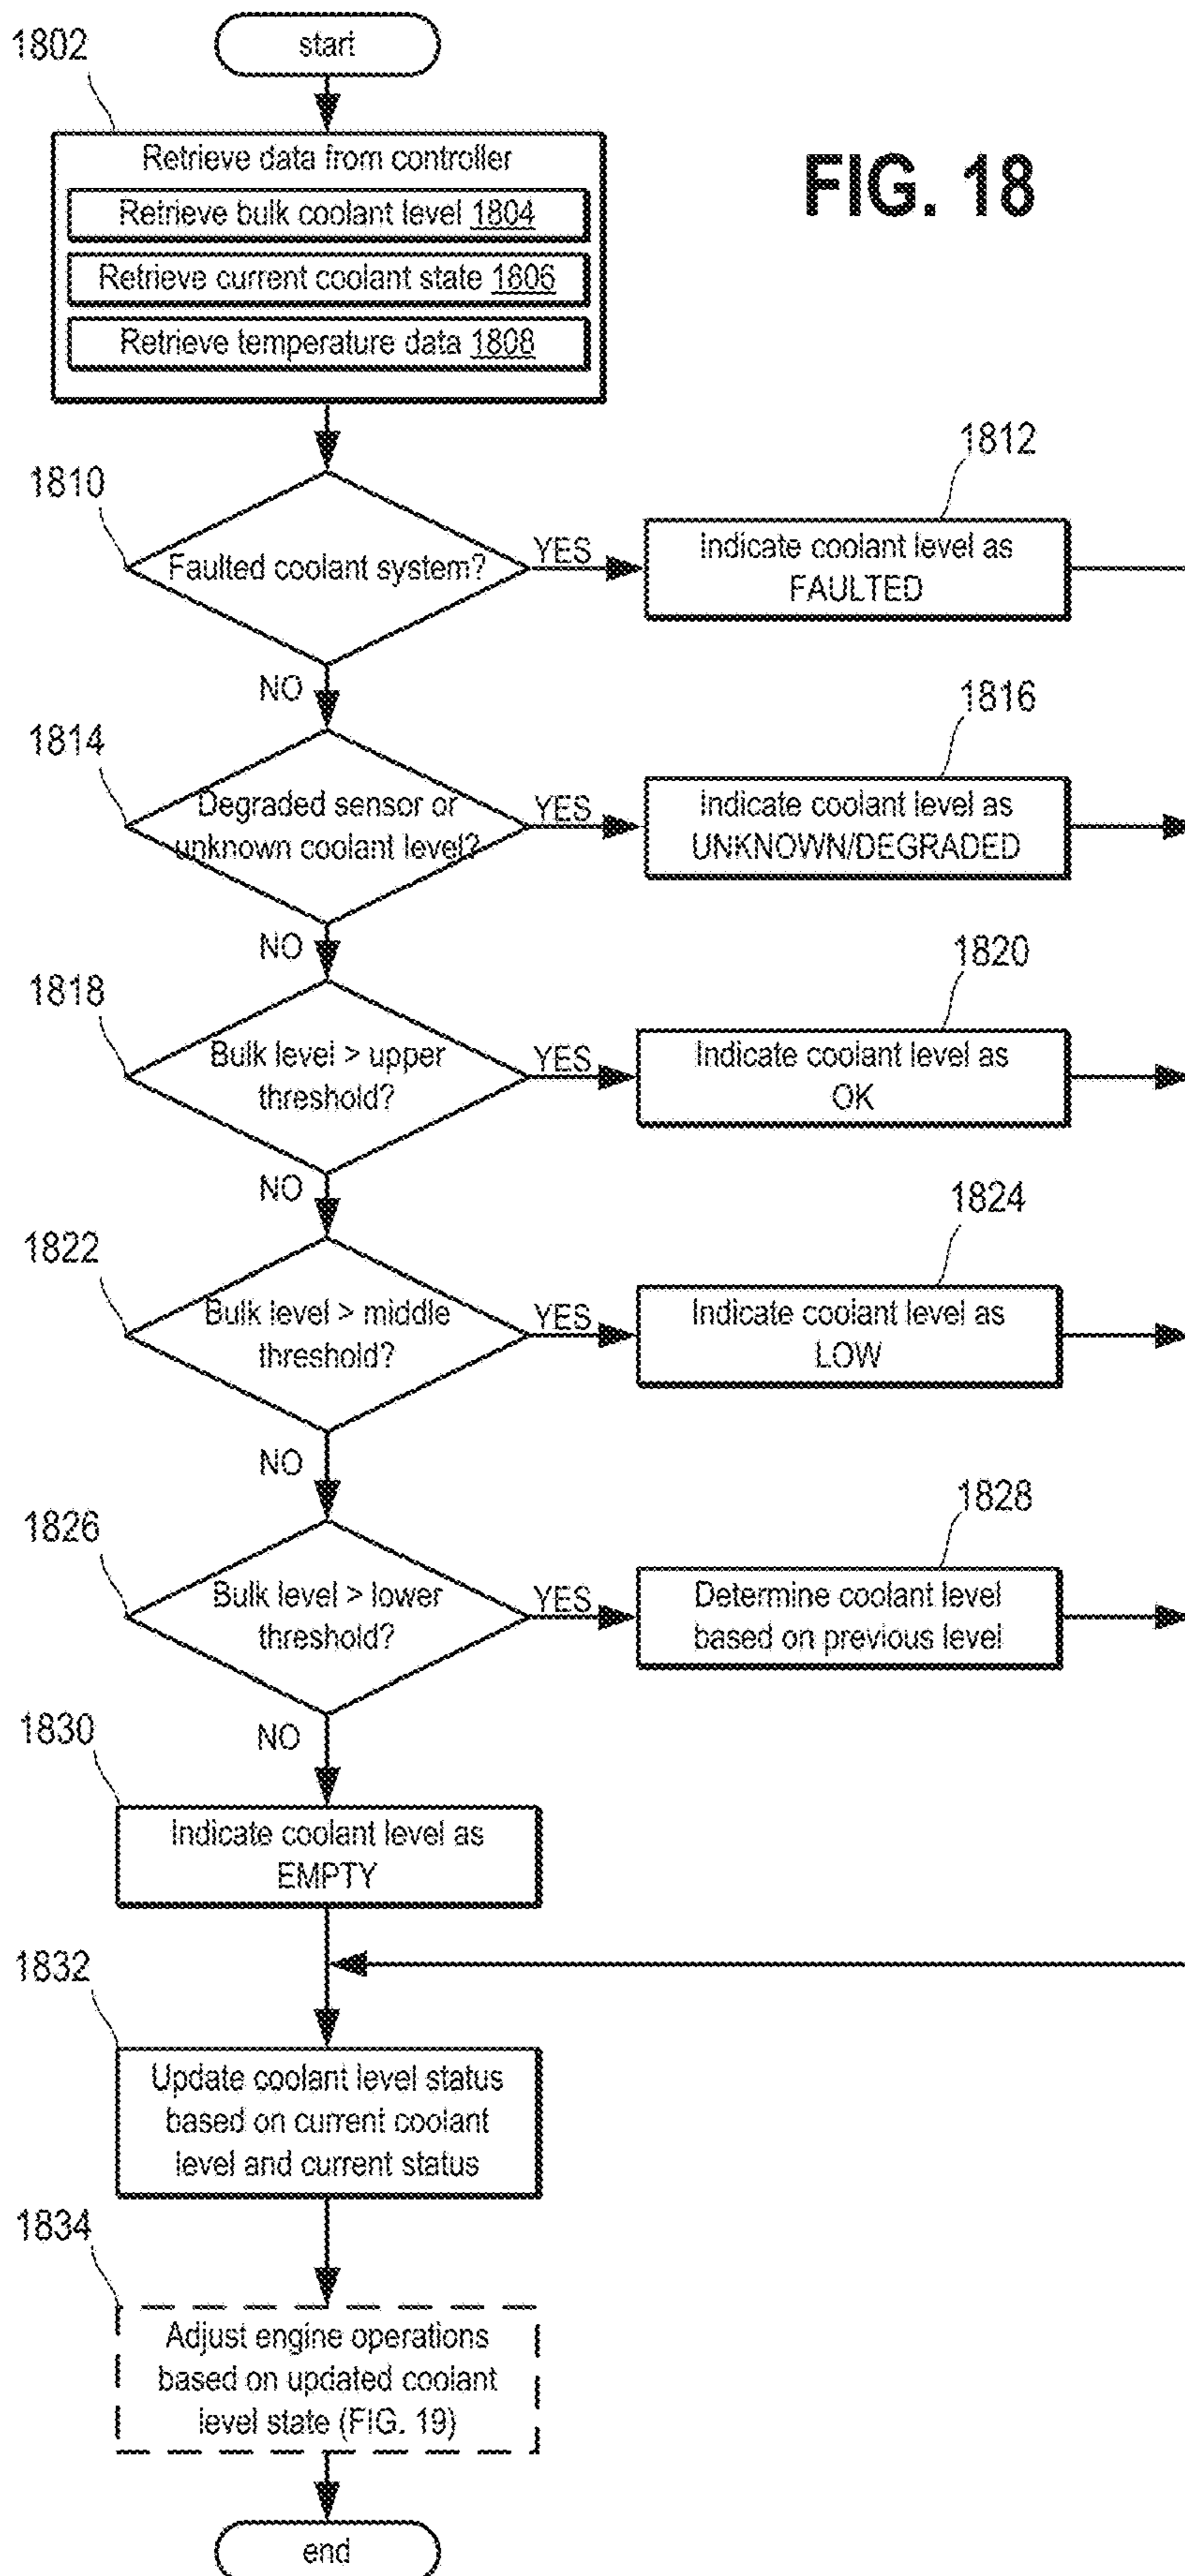 1802
start
FIG. 18
Retrieve data from controller
Retrieve bulk coolant level 1804
Retrieve current coolant state 1806
Retrieve temperature data 1808
1810
Faulted coolant system?
YES
1812
Indicate coolant level as
FAULTED
NO
1814
Degraded sensor or
unknown coolant level?
YES
1816
Indicate coolant level as
UNKNOWN/DEGRADED
NO
1818
Bulk level > upper
threshold?
YES
1820
Indicate coolant level as
OK
NO
1822
Bulk level > middle
threshold?
YES
1824
Indicate coolant level as
LOW
NO
1826
Bulk level > lower
threshold?
YES
1828
Determine coolant level
based on previous level
NO
1830
Indicate coolant level as
EMPTY
1832
Update coolant level status
based on current coolant
level and current status
1834
Adjust engine operations
based on updated coolant
level state (FIG. 19)
end